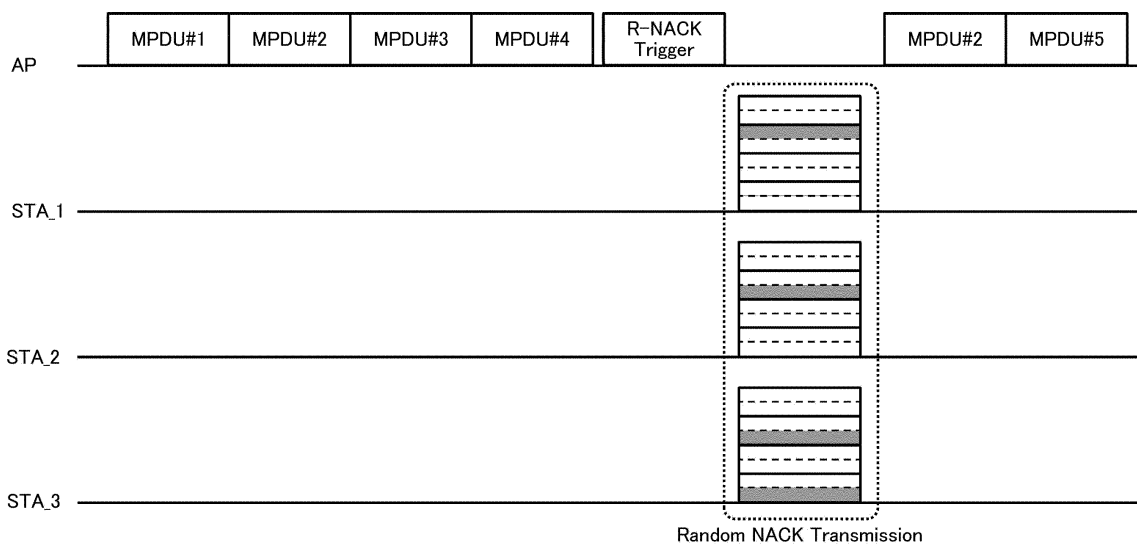 MPDU#1
MPDU#2
MPDU#3
MPDU#4
R-NACK
Trigger
MPDU#2
MPDU#5
AP
STA_1
STA_2
STA_3
Random NACK Transmission